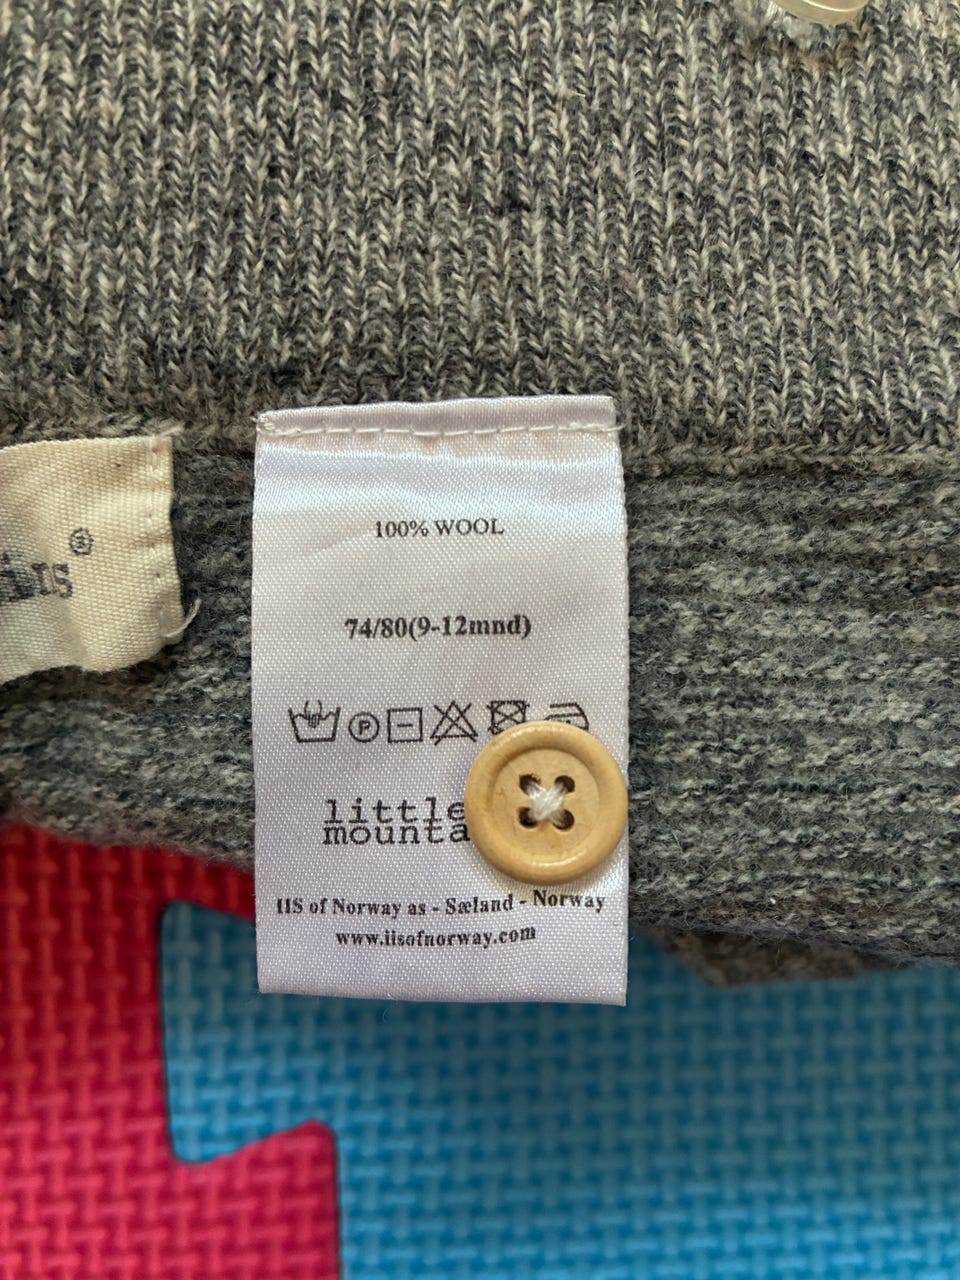 100% WOOL
74/80(9-12mnd)
P
little
mounta
IIS of Norway as - Sæland - Norway
www.iisofnorway.com